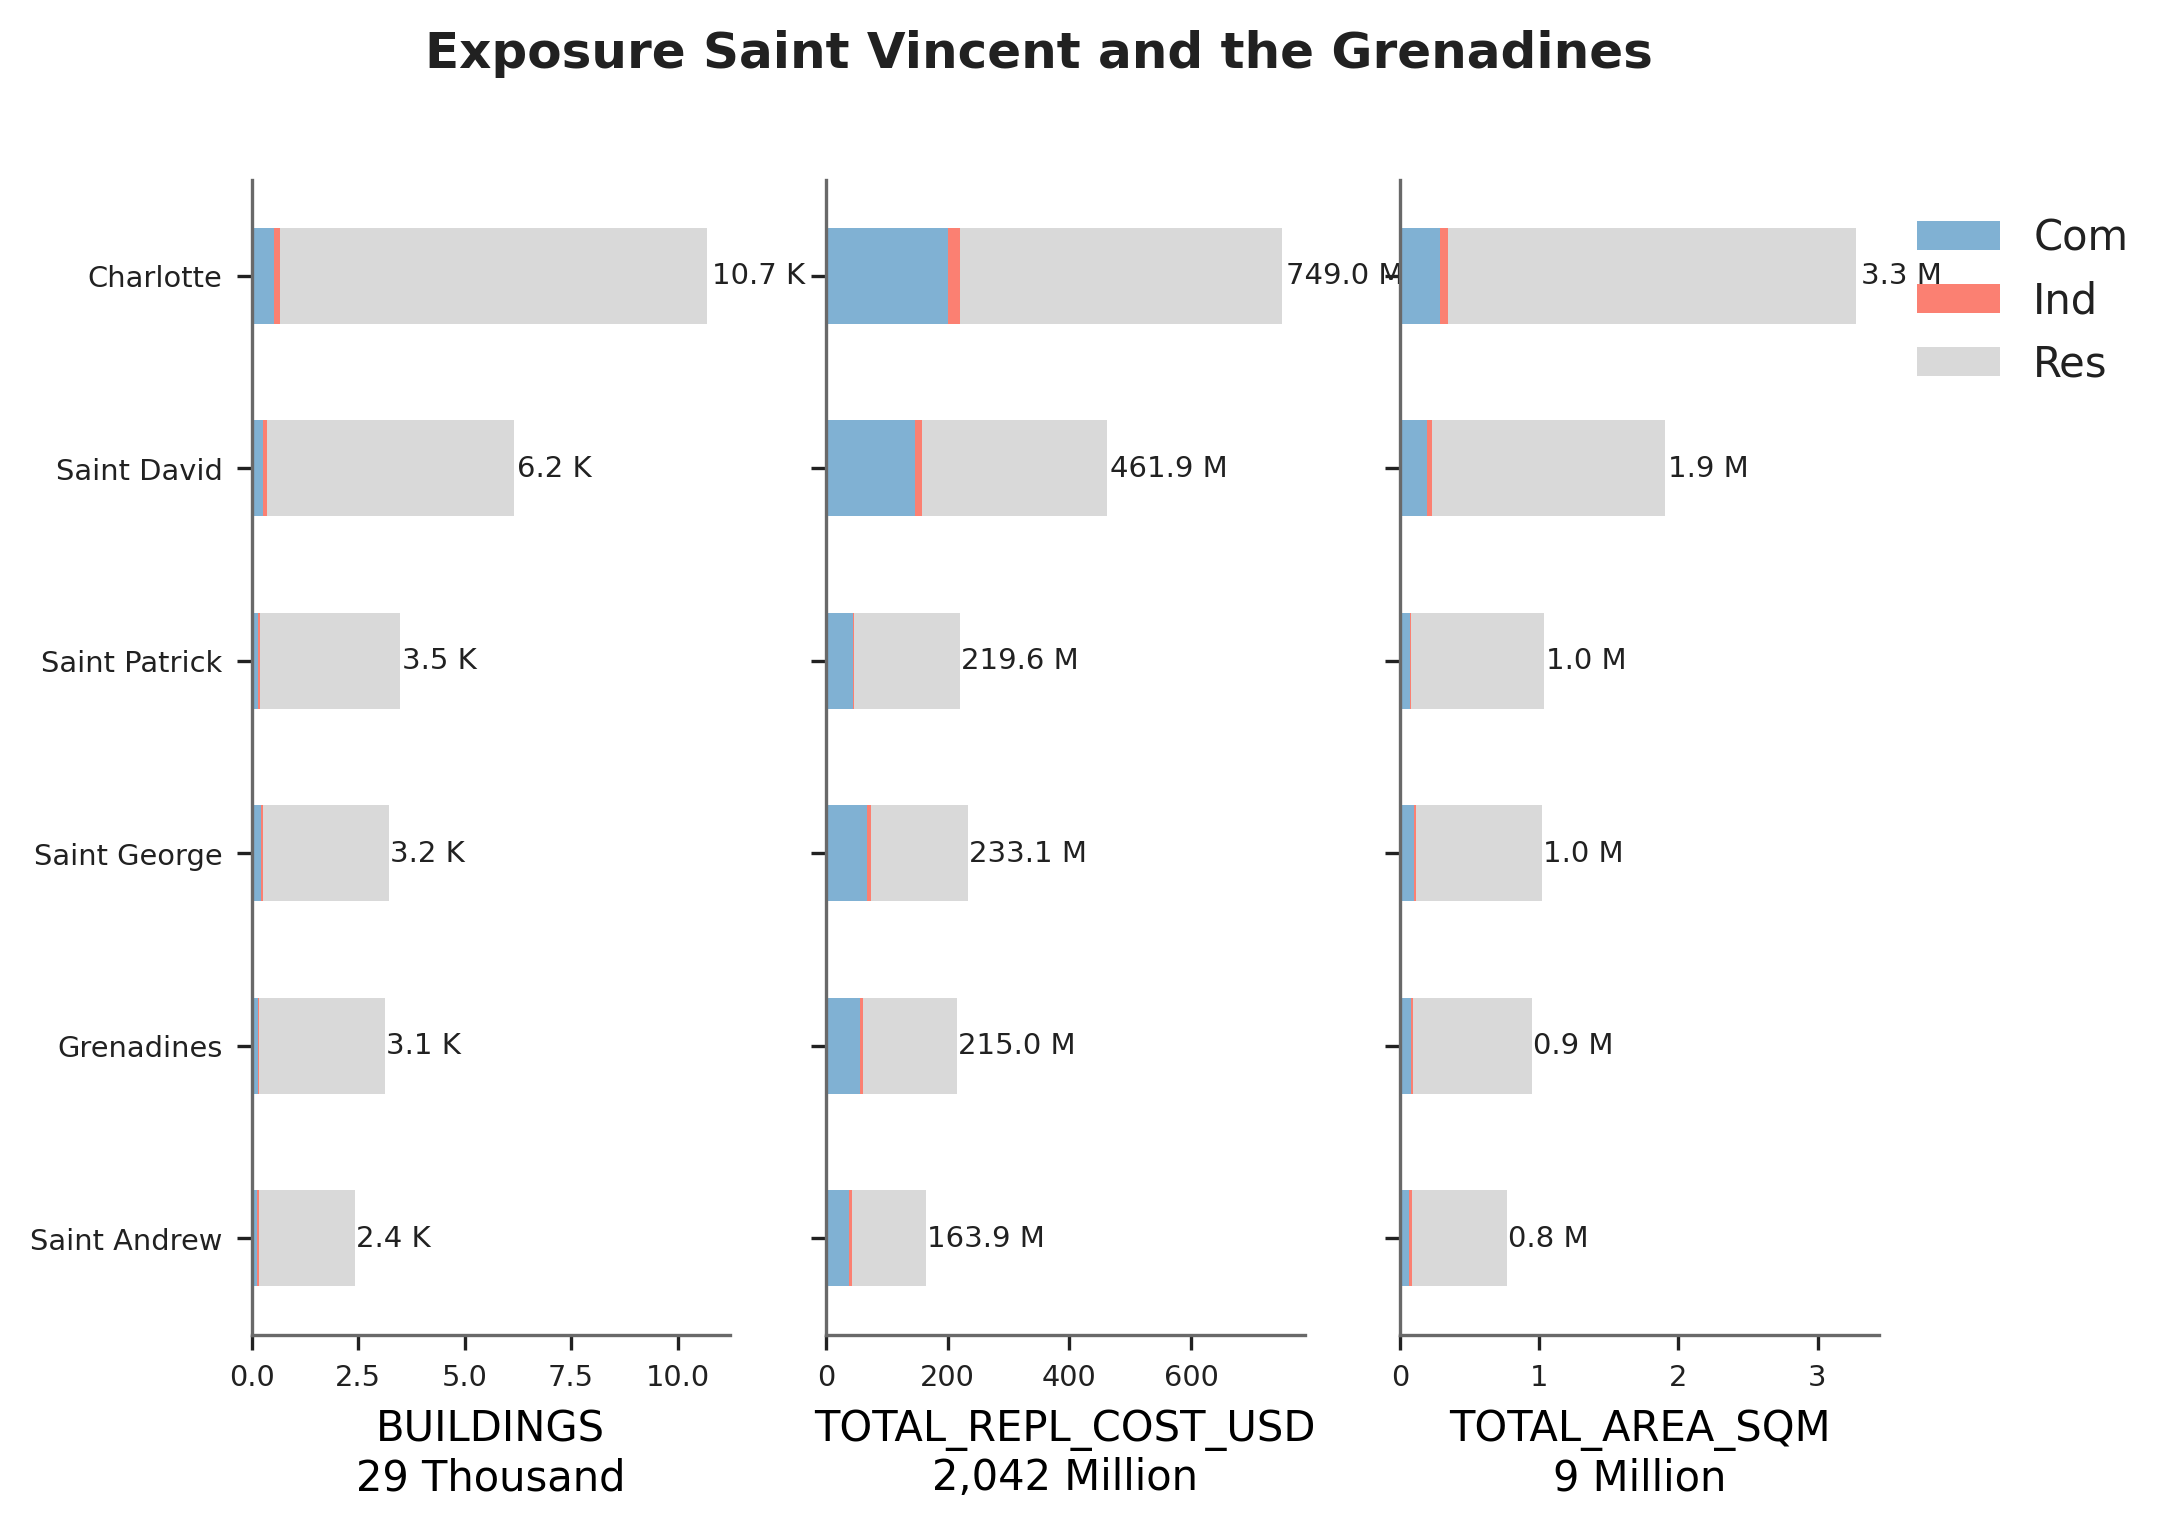 Exposure Saint Vincent and the Grenadines
Charlotte
Saint David
Saint Patrick
Saint George
Grenadines
Saint Andrew
10.7 K
6.2 K
3.5 K
3.2 K
3.1 K
2.4 K
0.0 2.5 5.0 7.5 10.0
BUILDINGS
29 Thousand
749.0 M
461.9 M
219.6 M
233.1 M
215.0 M
163.9 M
0 200 400 600
TOTAL_REPL_COST_USD
2,042 Million
3.3 M
1.9 M
1.0 M
1.0 M
0.9 M
0.8 M
0 1 2 3
TOTAL_AREA_SQM
9 Million
Com
Ind
Res